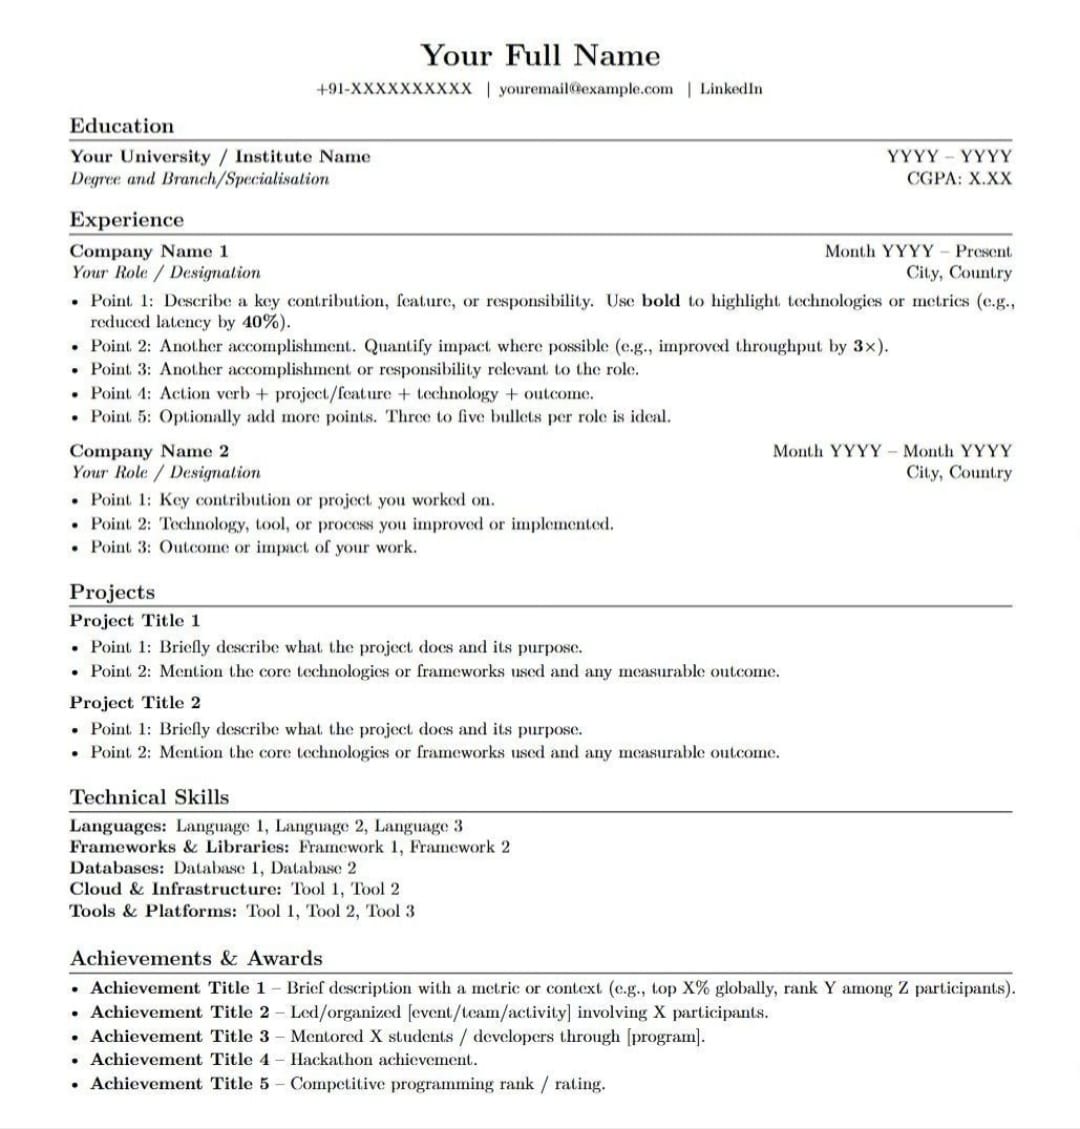 Your Full Name
+91-XXXXXXXXXX | youremail@example.com | LinkedIn
Education
Your University / Institute Name YYYY – YYYY
Degree and Branch/Specialisation CGPA: X.XX
Experience
Company Name 1 Month YYYY – Present
Your Role / Designation City, Country
• Point 1: Describe a key contribution, feature, or responsibility. Use bold to highlight technologies or metrics (e.g.,
reduced latency by 40%).
• Point 2: Another accomplishment. Quantify impact where possible (e.g., improved throughput by 3×).
• Point 3: Another accomplishment or responsibility relevant to the role.
• Point 4: Action verb + project/feature + technology + outcome.
• Point 5: Optionally add more points. Three to five bullets per role is ideal.
Company Name 2 Month YYYY – Month YYYY
Your Role / Designation City, Country
• Point 1: Key contribution or project you worked on.
• Point 2: Technology, tool, or process you improved or implemented.
• Point 3: Outcome or impact of your work.
Projects
Project Title 1
• Point 1: Briefly describe what the project does and its purpose.
• Point 2: Mention the core technologies or frameworks used and any measurable outcome.
Project Title 2
• Point 1: Briefly describe what the project does and its purpose.
• Point 2: Mention the core technologies or frameworks used and any measurable outcome.
Technical Skills
Languages: Language 1, Language 2, Language 3
Frameworks & Libraries: Framework 1, Framework 2
Databases: Database 1, Database 2
Cloud & Infrastructure: Tool 1, Tool 2
Tools & Platforms: Tool 1, Tool 2, Tool 3
Achievements & Awards
• Achievement Title 1 – Brief description with a metric or context (e.g., top X% globally, rank Y among Z participants).
• Achievement Title 2 – Led/organized [event/team/activity] involving X participants.
• Achievement Title 3 – Mentored X students / developers through [program].
• Achievement Title 4 – Hackathon achievement.
• Achievement Title 5 – Competitive programming rank / rating.